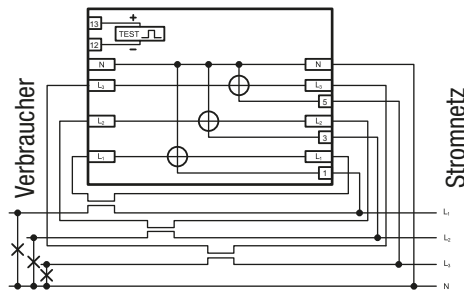 13
+
TEST
12
–
N
N
L₃
L₃
5
L₂
L₂
3
L₁
L₁
1
Verbraucher
Stromnetz
L₁
L₂
L₃
N